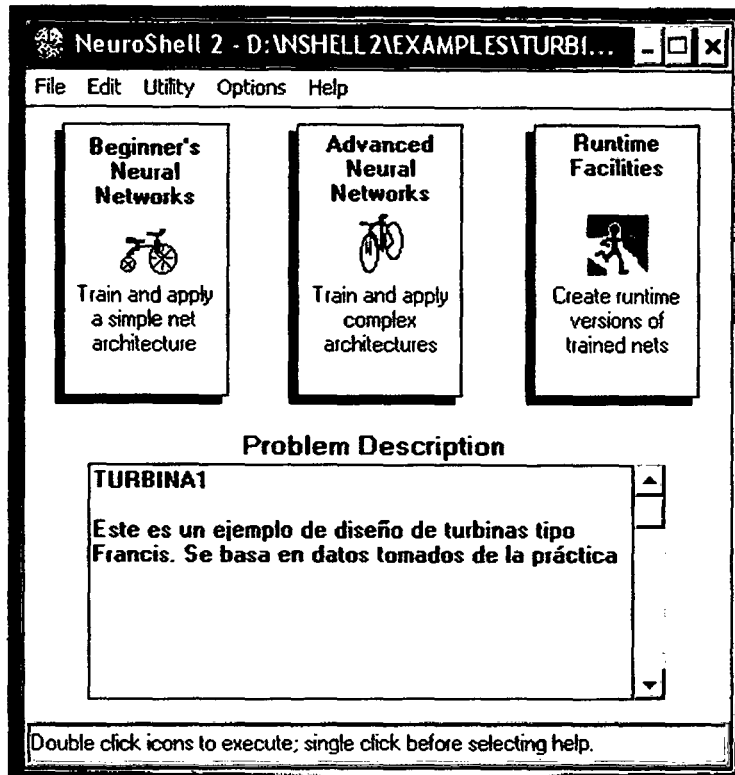 NeuroShell 2 - D:\NSHELL2\EXAMPLES\TURBI...
File Edit Utility Options Help
Beginner's
Neural
Networks
Train and apply
a simple net
architecture
Advanced
Neural
Networks
Train and apply
complex
architectures
Runtime
Facilities
Create runtime
versions of
trained nets
Problem Description
TURBINA1
Este es un ejemplo de diseño de turbinas tipo
Francis. Se basa en datos tomados de la práctica
Double click icons to execute; single click before selecting help.